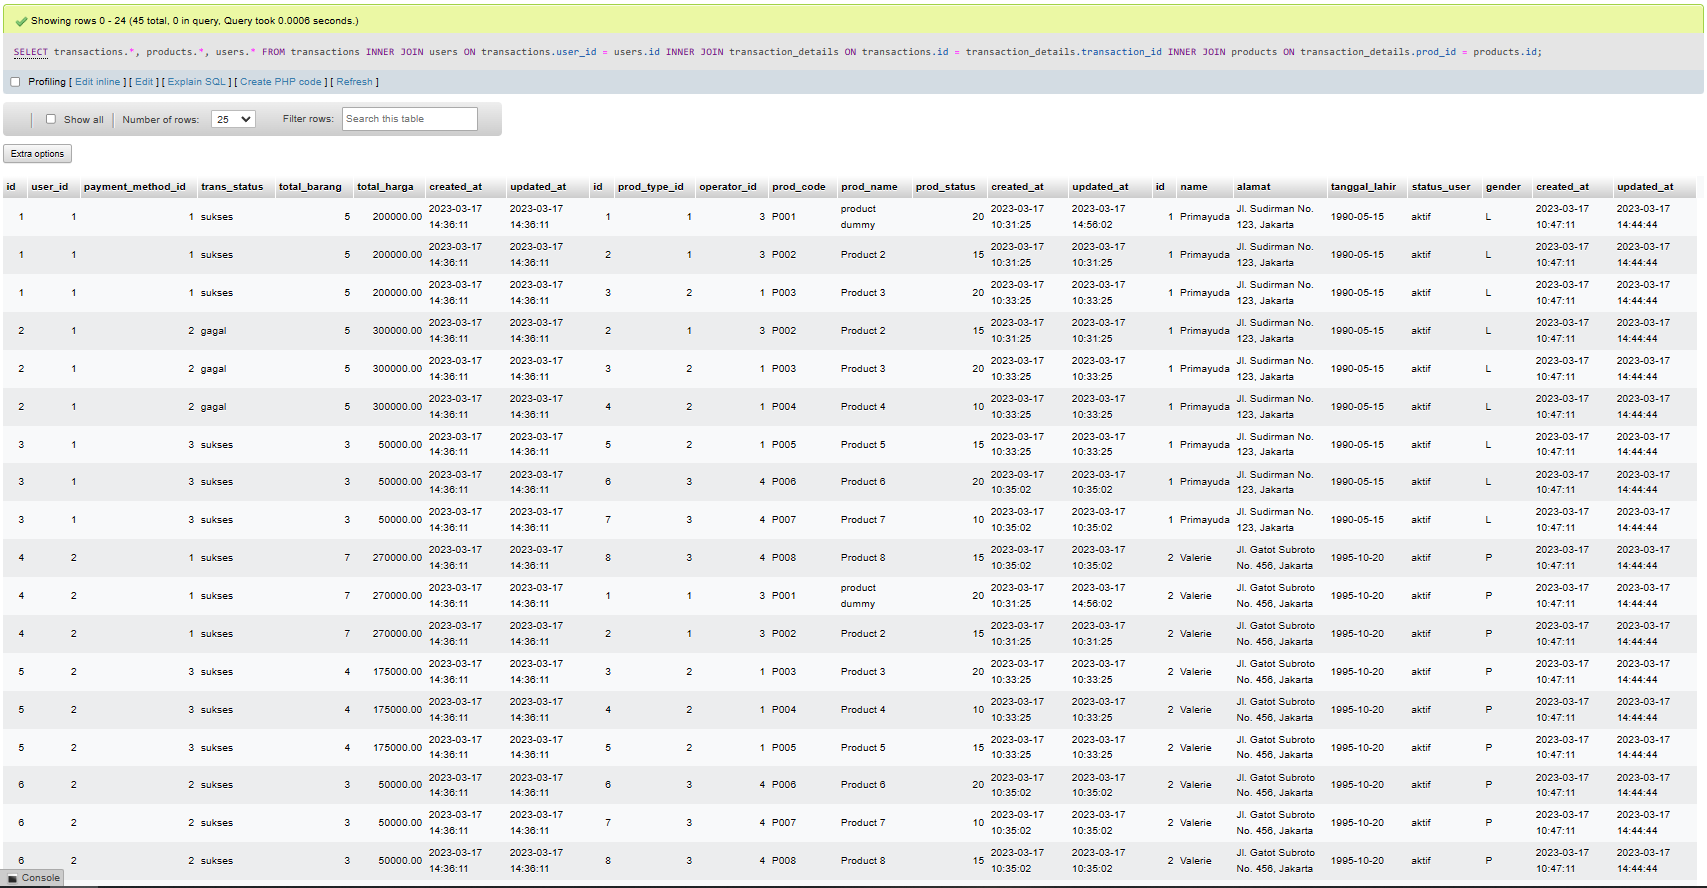 Showing rows 0 - 24 (45 total, 0 in query, Query took 0.0006 seconds.)
SELECT transactions.*, products.*, users.* FROM transactions INNER JOIN users ON transactions.user_id = users.id INNER JOIN transaction_details ON transactions.id = transaction_details.transaction_id INNER JOIN products ON transaction_details.prod_id = products.id;
Profiling [ Edit inline ] [ Edit ] [ Explain SQL ] [ Create PHP code ] [ Refresh ]
Show all Number of rows: 25 Filter rows: Search this table
Extra options
id user_id payment_method_id trans_status total_barang total_harga created_at updated_at id prod_type_id operator_id prod_code prod_name prod_status created_at updated_at id name alamat tanggal_lahir status_user gender created_at updated_at
1 1 1 sukses 5 200000.00 2023-03-17 14:36:11 2023-03-17 14:36:11 1 1 3 P001 product dummy 20 2023-03-17 10:31:25 2023-03-17 14:56:02 1 Primayuda Jl. Sudirman No. 123, Jakarta 1990-05-15 aktif L 2023-03-17 10:47:11 2023-03-17 14:44:44
1 1 1 sukses 5 200000.00 2023-03-17 14:36:11 2023-03-17 14:36:11 2 1 3 P002 Product 2 15 2023-03-17 10:31:25 2023-03-17 10:31:25 1 Primayuda Jl. Sudirman No. 123, Jakarta 1990-05-15 aktif L 2023-03-17 10:47:11 2023-03-17 14:44:44
1 1 1 sukses 5 200000.00 2023-03-17 14:36:11 2023-03-17 14:36:11 3 2 1 P003 Product 3 20 2023-03-17 10:33:25 2023-03-17 10:33:25 1 Primayuda Jl. Sudirman No. 123, Jakarta 1990-05-15 aktif L 2023-03-17 10:47:11 2023-03-17 14:44:44
2 1 2 gagal 5 300000.00 2023-03-17 14:36:11 2023-03-17 14:36:11 2 1 3 P002 Product 2 15 2023-03-17 10:31:25 2023-03-17 10:31:25 1 Primayuda Jl. Sudirman No. 123, Jakarta 1990-05-15 aktif L 2023-03-17 10:47:11 2023-03-17 14:44:44
2 1 2 gagal 5 300000.00 2023-03-17 14:36:11 2023-03-17 14:36:11 3 2 1 P003 Product 3 20 2023-03-17 10:33:25 2023-03-17 10:33:25 1 Primayuda Jl. Sudirman No. 123, Jakarta 1990-05-15 aktif L 2023-03-17 10:47:11 2023-03-17 14:44:44
2 1 2 gagal 5 300000.00 2023-03-17 14:36:11 2023-03-17 14:36:11 4 2 1 P004 Product 4 10 2023-03-17 10:33:25 2023-03-17 10:33:25 1 Primayuda Jl. Sudirman No. 123, Jakarta 1990-05-15 aktif L 2023-03-17 10:47:11 2023-03-17 14:44:44
3 1 3 sukses 3 50000.00 2023-03-17 14:36:11 2023-03-17 14:36:11 5 2 1 P005 Product 5 15 2023-03-17 10:33:25 2023-03-17 10:33:25 1 Primayuda Jl. Sudirman No. 123, Jakarta 1990-05-15 aktif L 2023-03-17 10:47:11 2023-03-17 14:44:44
3 1 3 sukses 3 50000.00 2023-03-17 14:36:11 2023-03-17 14:36:11 6 3 4 P006 Product 6 20 2023-03-17 10:35:02 2023-03-17 10:35:02 1 Primayuda Jl. Sudirman No. 123, Jakarta 1990-05-15 aktif L 2023-03-17 10:47:11 2023-03-17 14:44:44
3 1 3 sukses 3 50000.00 2023-03-17 14:36:11 2023-03-17 14:36:11 7 3 4 P007 Product 7 10 2023-03-17 10:35:02 2023-03-17 10:35:02 1 Primayuda Jl. Sudirman No. 123, Jakarta 1990-05-15 aktif L 2023-03-17 10:47:11 2023-03-17 14:44:44
4 2 1 sukses 7 270000.00 2023-03-17 14:36:11 2023-03-17 14:36:11 8 3 4 P008 Product 8 15 2023-03-17 10:35:02 2023-03-17 10:35:02 2 Valerie Jl. Gatot Subroto No. 456, Jakarta 1995-10-20 aktif P 2023-03-17 10:47:11 2023-03-17 14:44:44
4 2 1 sukses 7 270000.00 2023-03-17 14:36:11 2023-03-17 14:36:11 1 1 3 P001 product dummy 20 2023-03-17 10:31:25 2023-03-17 14:56:02 2 Valerie Jl. Gatot Subroto No. 456, Jakarta 1995-10-20 aktif P 2023-03-17 10:47:11 2023-03-17 14:44:44
4 2 1 sukses 7 270000.00 2023-03-17 14:36:11 2023-03-17 14:36:11 2 1 3 P002 Product 2 15 2023-03-17 10:31:25 2023-03-17 10:31:25 2 Valerie Jl. Gatot Subroto No. 456, Jakarta 1995-10-20 aktif P 2023-03-17 10:47:11 2023-03-17 14:44:44
5 2 3 sukses 4 175000.00 2023-03-17 14:36:11 2023-03-17 14:36:11 3 2 1 P003 Product 3 20 2023-03-17 10:33:25 2023-03-17 10:33:25 2 Valerie Jl. Gatot Subroto No. 456, Jakarta 1995-10-20 aktif P 2023-03-17 10:47:11 2023-03-17 14:44:44
5 2 3 sukses 4 175000.00 2023-03-17 14:36:11 2023-03-17 14:36:11 4 2 1 P004 Product 4 10 2023-03-17 10:33:25 2023-03-17 10:33:25 2 Valerie Jl. Gatot Subroto No. 456, Jakarta 1995-10-20 aktif P 2023-03-17 10:47:11 2023-03-17 14:44:44
5 2 3 sukses 4 175000.00 2023-03-17 14:36:11 2023-03-17 14:36:11 5 2 1 P005 Product 5 15 2023-03-17 10:33:25 2023-03-17 10:33:25 2 Valerie Jl. Gatot Subroto No. 456, Jakarta 1995-10-20 aktif P 2023-03-17 10:47:11 2023-03-17 14:44:44
6 2 2 sukses 3 50000.00 2023-03-17 14:36:11 2023-03-17 14:36:11 6 3 4 P006 Product 6 20 2023-03-17 10:35:02 2023-03-17 10:35:02 2 Valerie Jl. Gatot Subroto No. 456, Jakarta 1995-10-20 aktif P 2023-03-17 10:47:11 2023-03-17 14:44:44
6 2 2 sukses 3 50000.00 2023-03-17 14:36:11 2023-03-17 14:36:11 7 3 4 P007 Product 7 10 2023-03-17 10:35:02 2023-03-17 10:35:02 2 Valerie Jl. Gatot Subroto No. 456, Jakarta 1995-10-20 aktif P 2023-03-17 10:47:11 2023-03-17 14:44:44
6 2 2 sukses 3 50000.00 2023-03-17 14:36:11 2023-03-17 14:36:11 8 3 4 P008 Product 8 15 2023-03-17 10:35:02 2023-03-17 10:35:02 2 Valerie Jl. Gatot Subroto No. 456, Jakarta 1995-10-20 aktif P 2023-03-17 10:47:11 2023-03-17 14:44:44
Console